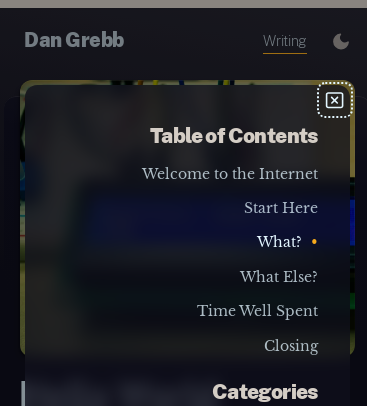 Dan Grebb
Writing
Table of Contents
Welcome to the Internet
Start Here
What?
What Else?
Time Well Spent
Closing
Categories